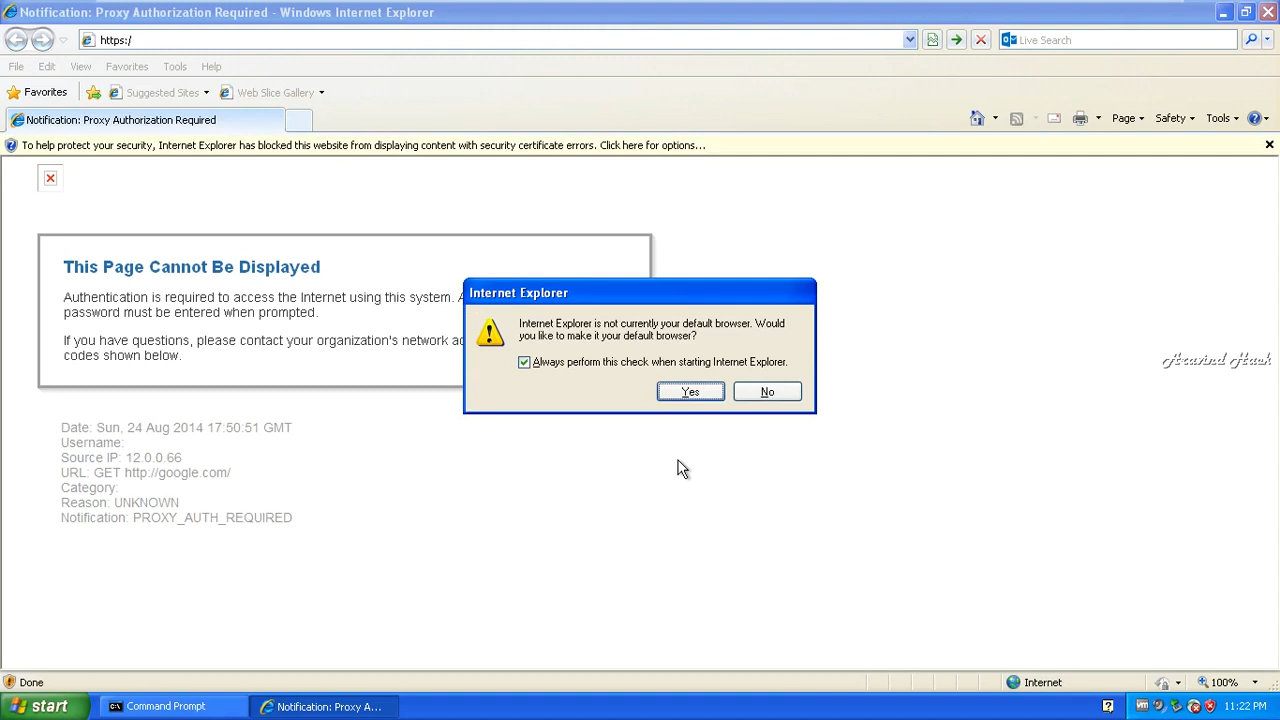 Notification: Proxy Authorization Required - Windows Internet Explorer
https:/
Live Search
File Edit View Favorites Tools Help
Favorites Suggested Sites Web Slice Gallery
Notification: Proxy Authorization Required
Page Safety Tools
To help protect your security, Internet Explorer has blocked this website from displaying content with security certificate errors. Click here for options...
This Page Cannot Be Displayed
Authentication is required to access the Internet using this system.
password must be entered when prompted.
If you have questions, please contact your organization's network
codes shown below.
Internet Explorer
Internet Explorer is not currently your default browser. Would
you like to make it your default browser?
Always perform this check when starting Internet Explorer.
Yes No
Aravind Hack
Date: Sun, 24 Aug 2014 17:50:51 GMT
Username:
Source IP: 12.0.0.66
URL: GET http://google.com/
Category:
Reason: UNKNOWN
Notification: PROXY_AUTH_REQUIRED
Done
Internet
100%
start
Command Prompt
Notification: Proxy A...
11:22 PM